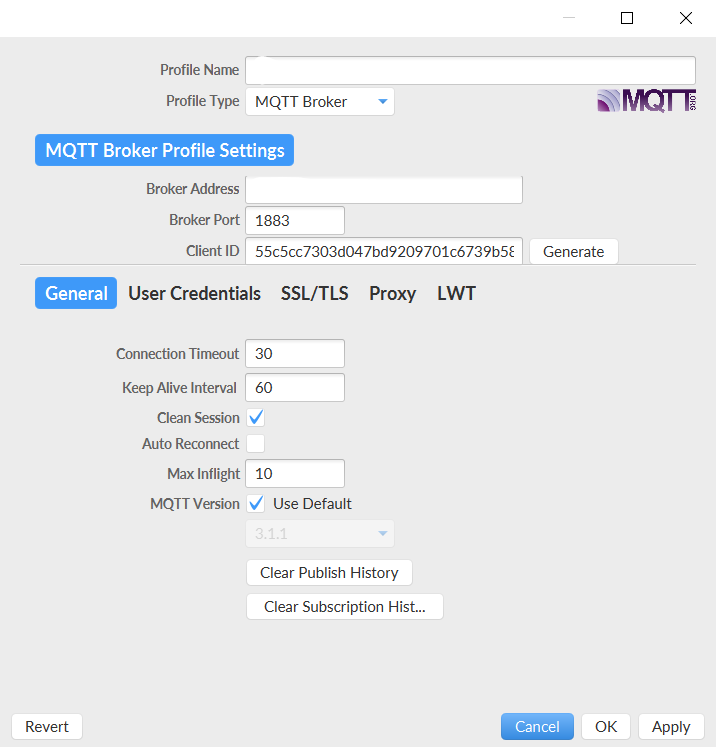 Profile Name
Profile Type MQTT Broker
MQTT.ORG
MQTT Broker Profile Settings
Broker Address
Broker Port 1883
Client ID 55c5cc7303d047bd9209701c6739b58 Generate
General User Credentials SSL/TLS Proxy LWT
Connection Timeout 30
Keep Alive Interval 60
Clean Session
Auto Reconnect
Max Inflight 10
MQTT Version Use Default
3.1.1
Clear Publish History
Clear Subscription Hist...
Revert Cancel OK Apply